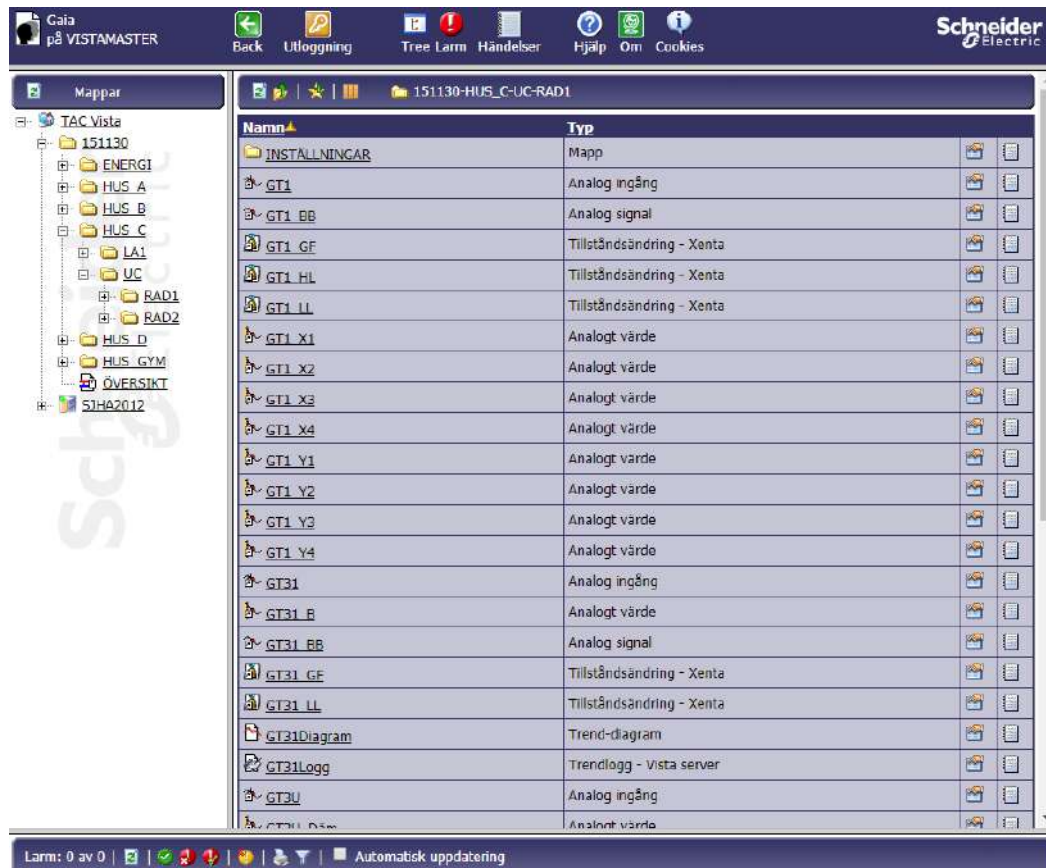 Gaia
på VISTAMASTER
Back Utloggning Tree Larm Händelser Hjälp Om Cookies
Schneider Electric
Mappar
TAC Vista
151130
ENERGI
HUS_A
HUS_B
HUS_C
LA1
UC
RAD1
RAD2
HUS_D
HUS_GYM
ÖVERSIKT
SJHA2012
151130-HUS_C-UC-RAD1
Namn Typ
INSTÄLLNINGAR Mapp
GT1 Analog ingång
GT1_BB Analog signal
GT1_GF Tillståndsändring - Xenta
GT1_HL Tillståndsändring - Xenta
GT1_LL Tillståndsändring - Xenta
GT1_X1 Analogt värde
GT1_X2 Analogt värde
GT1_X3 Analogt värde
GT1_X4 Analogt värde
GT1_Y1 Analogt värde
GT1_Y2 Analogt värde
GT1_Y3 Analogt värde
GT1_Y4 Analogt värde
GT31 Analog ingång
GT31_B Analogt värde
GT31_BB Analog signal
GT31_GF Tillståndsändring - Xenta
GT31_LL Tillståndsändring - Xenta
GT31Diagram Trend-diagram
GT31Logg Trendlogg - Vista server
GT3U Analog ingång
GT3U_Däm Analogt värde
Larm: 0 av 0 | Automatisk uppdatering